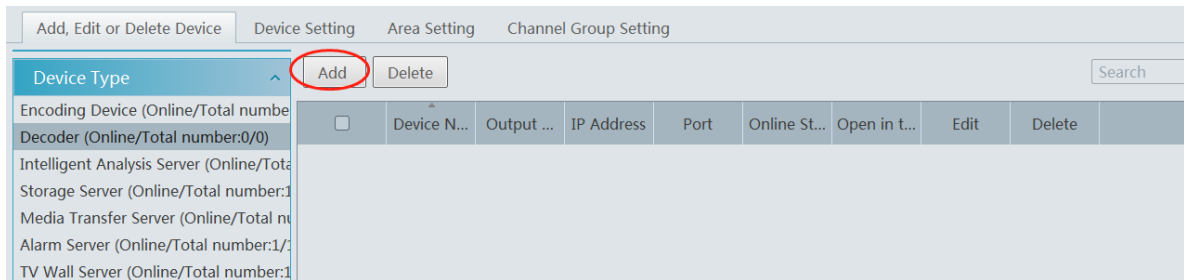 Add, Edit or Delete Device Device Setting Area Setting Channel Group Setting
Device Type
Add Delete Search
Encoding Device (Online/Total numbe
Decoder (Online/Total number:0/0)
Intelligent Analysis Server (Online/Tota
Storage Server (Online/Total number:1
Media Transfer Server (Online/Total nu
Alarm Server (Online/Total number:1/1
TV Wall Server (Online/Total number:1
Device N... Output ... IP Address Port Online St... Open in t... Edit Delete